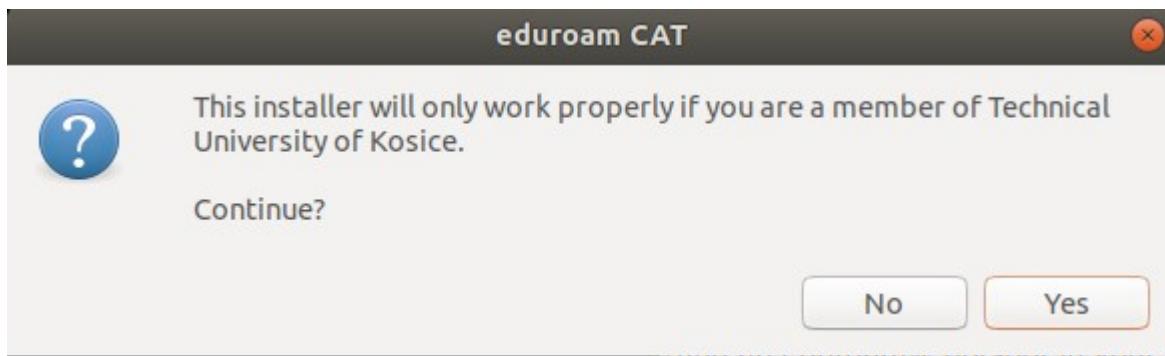 eduroam CAT
This installer will only work properly if you are a member of Technical
University of Kosice.
Continue?
No
Yes